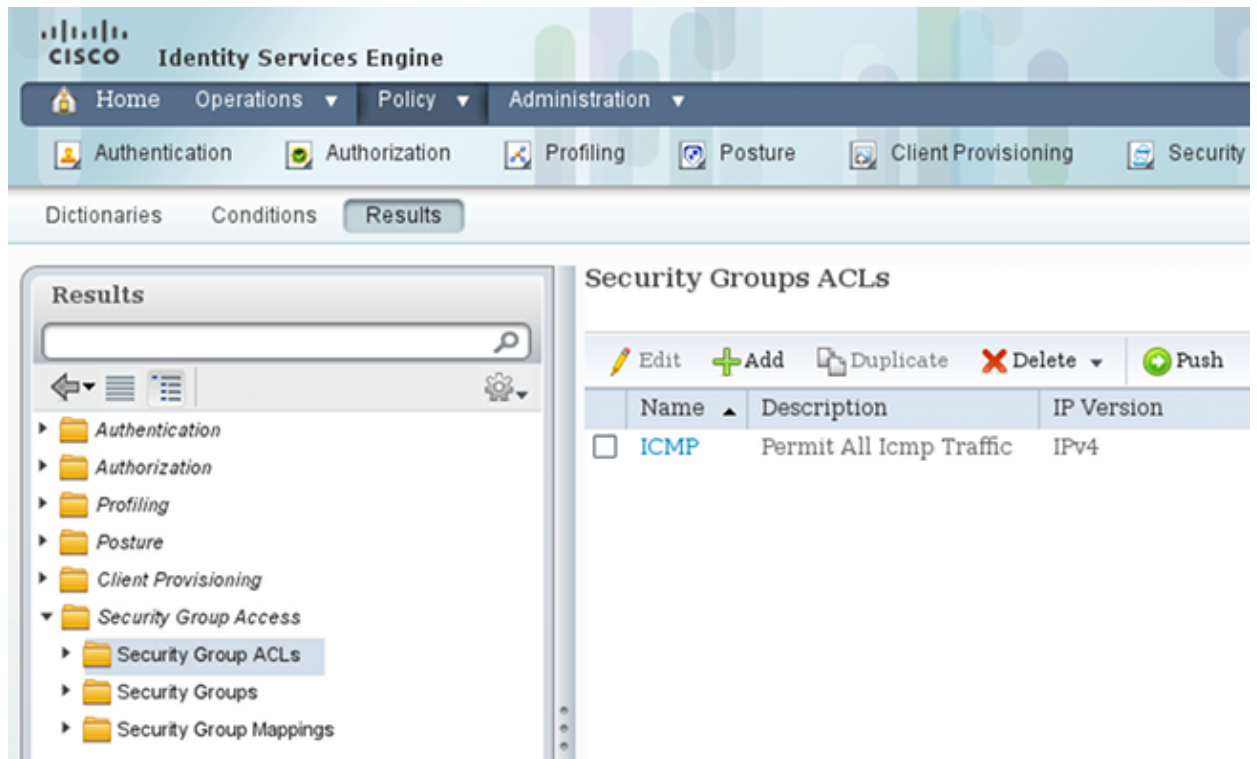 CISCO Identity Services Engine
Home Operations Policy Administration
Authentication Authorization Profiling Posture Client Provisioning Security
Dictionaries Conditions Results
Results
Authentication
Authorization
Profiling
Posture
Client Provisioning
Security Group Access
Security Group ACLs
Security Groups
Security Group Mappings
Security Groups ACLs
Edit Add Duplicate Delete Push
Name Description IP Version
ICMP Permit All Icmp Traffic IPv4